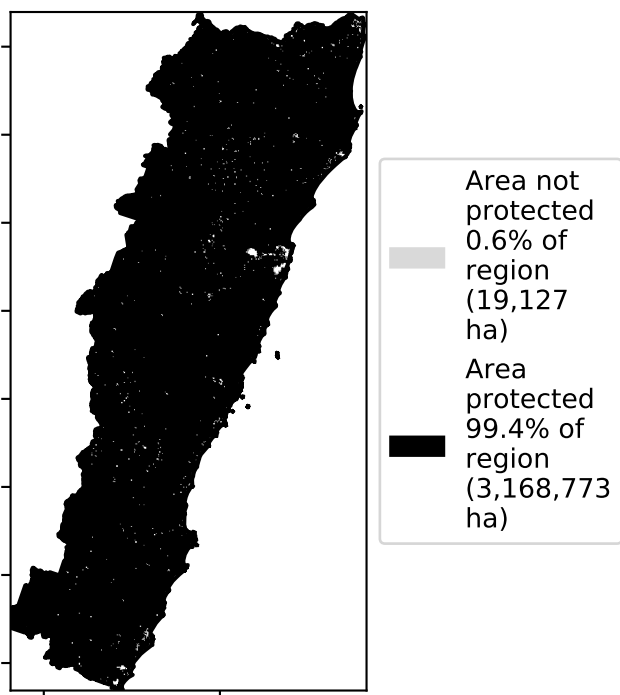 Area not
protected
0.6% of
region
(19,127
ha)
Area
protected
99.4% of
region
(3,168,773
ha)